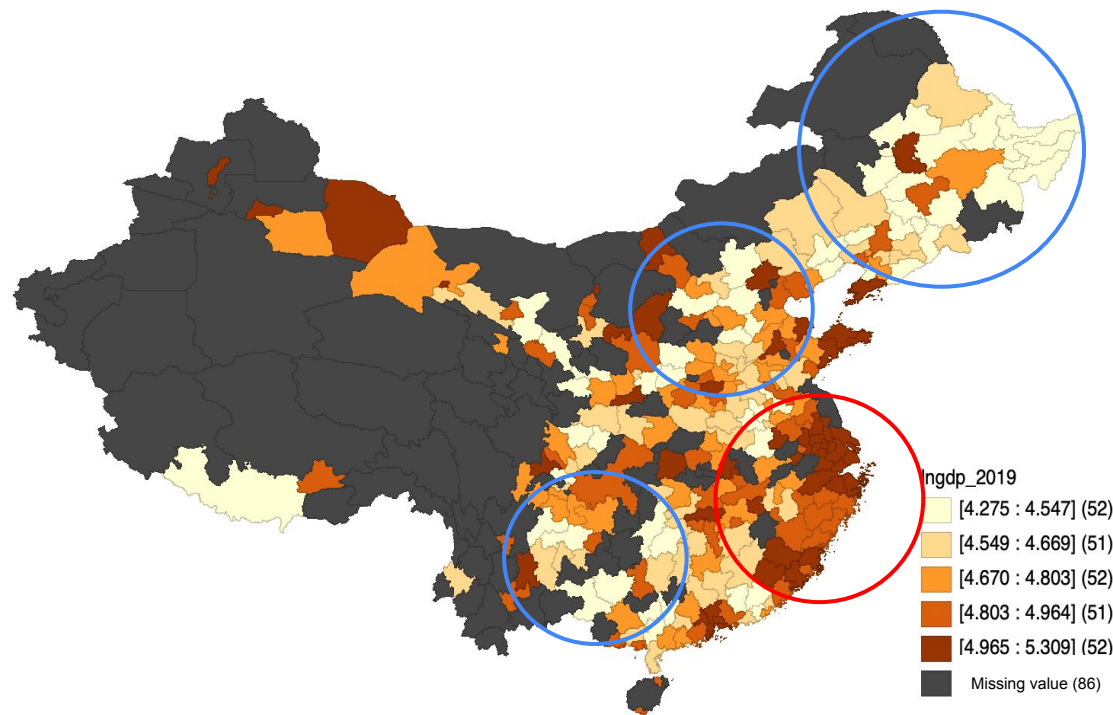 lngdp_2019
[4.275 : 4.547] (52)
[4.549 : 4.669] (51)
[4.670 : 4.803] (52)
[4.803 : 4.964] (51)
[4.965 : 5.309] (52)
Missing value (86)